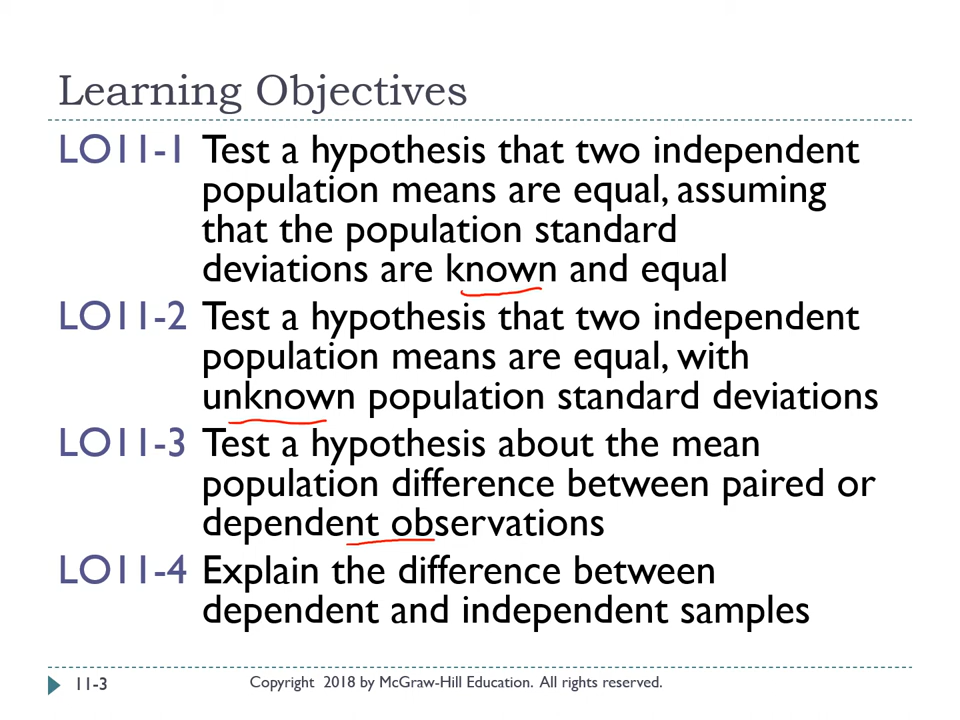 Learning Objectives
LO11-1 Test a hypothesis that two independent
population means are equal, assuming
that the population standard
deviations are known and equal
LO11-2 Test a hypothesis that two independent
population means are equal, with
unknown population standard deviations
LO11-3 Test a hypothesis about the mean
population difference between paired or
dependent observations
LO11-4 Explain the difference between
dependent and independent samples
11-3 Copyright 2018 by McGraw-Hill Education. All rights reserved.